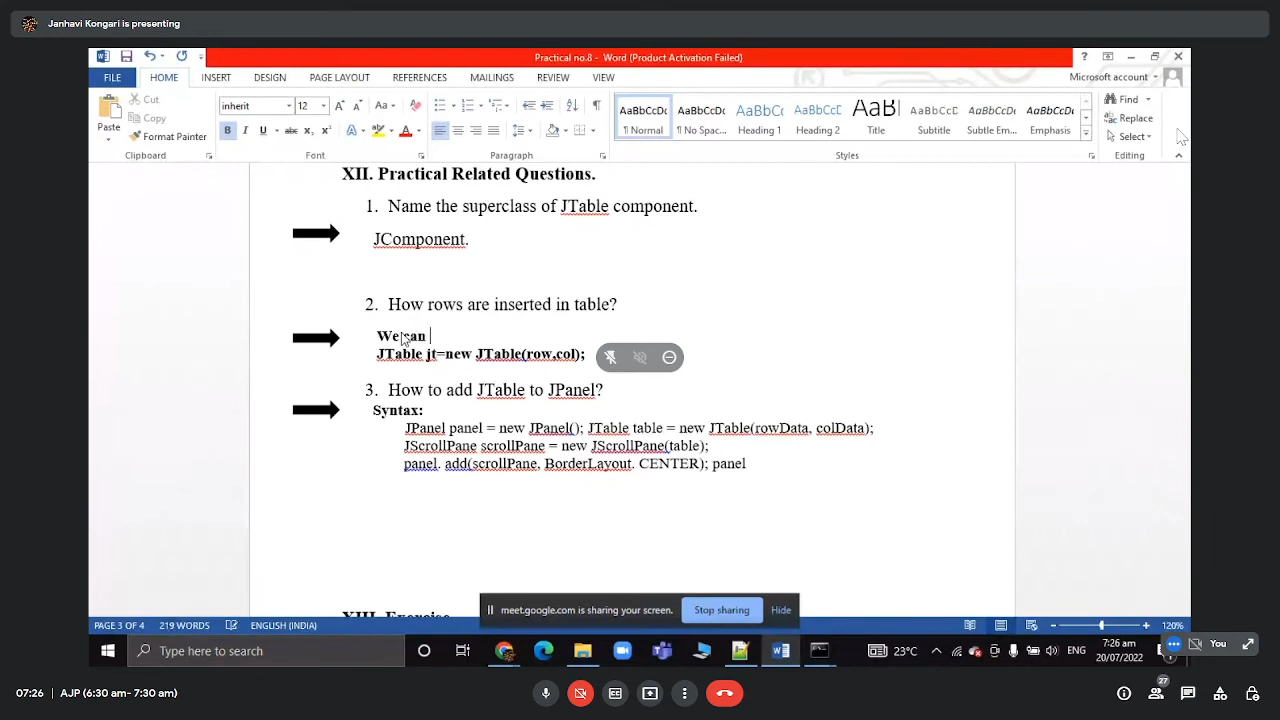 Janhavi Kongari is presenting
Practical no.8 - Word (Product Activation Failed)
FILE HOME INSERT DESIGN PAGE LAYOUT REFERENCES MAILINGS REVIEW VIEW Microsoft account
Paste
Cut
Copy
Format Painter
Clipboard
inherit 12
Font
Paragraph
AaBbCcDc AaBbCcDc AaBbCc AaBbCcD AaBl AaBbCcD AaBbCcDc AaBbCcDc
¶ Normal ¶ No Spac... Heading 1 Heading 2 Title Subtitle Subtle Em... Emphasis
Styles
Find
Replace
Select
Editing
XII. Practical Related Questions.
1. Name the superclass of JTable component.
JComponent.
2. How rows are inserted in table?
We can
JTable jt=new JTable(row,col);
3. How to add JTable to JPanel?
Syntax:
JPanel panel = new JPanel(); JTable table = new JTable(rowData, colData);
JScrollPane scrollPane = new JScrollPane(table);
panel. add(scrollPane, BorderLayout. CENTER); panel
XIII. Exercise
meet.google.com is sharing your screen. Stop sharing Hide
PAGE 3 OF 4 219 WORDS ENGLISH (INDIA) 120%
Type here to search
23°C ENG 7:26 am
20/07/2022
You
07:26 AJP (6:30 am- 7:30 am)
27